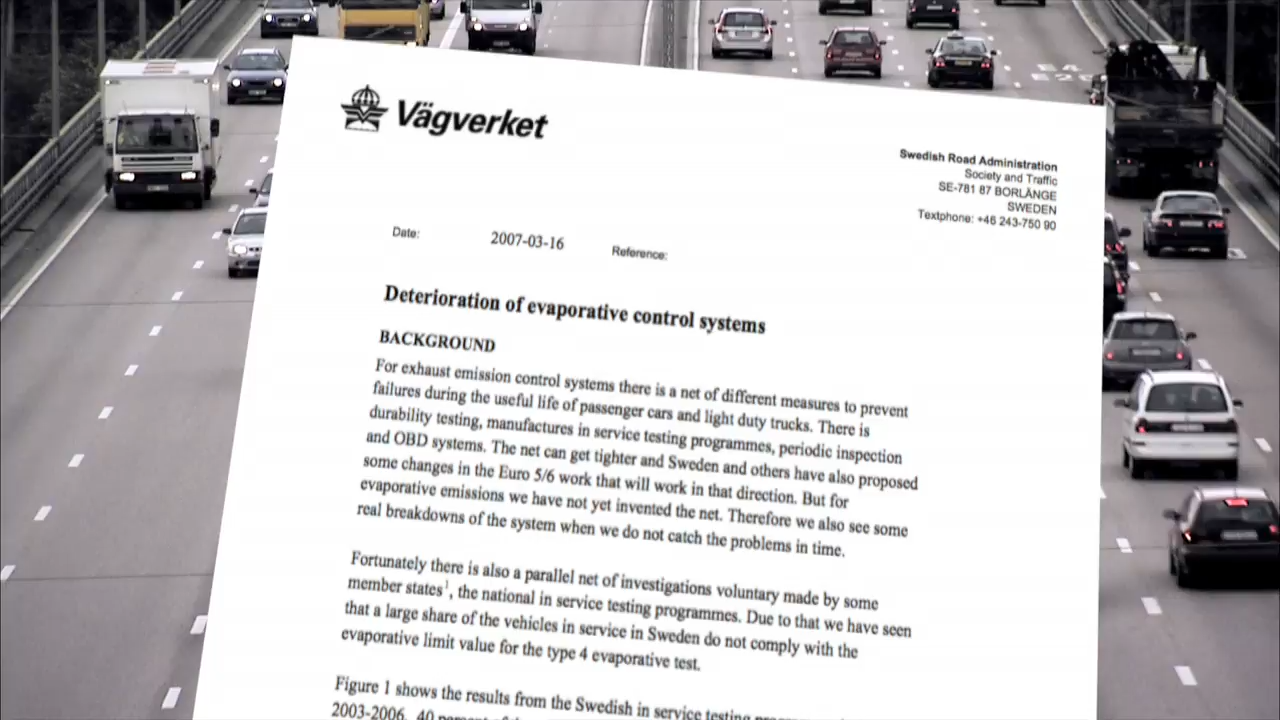 Vägverket
Swedish Road Administration
Society and Traffic
SE-781 87 BORLÄNGE
SWEDEN
Textphone: +46 243-750 90
Date: 2007-03-16 Reference:
Deterioration of evaporative control systems
BACKGROUND
For exhaust emission control systems there is a net of different measures to prevent
failures during the useful life of passenger cars and light duty trucks. There is
durability testing, manufactures in service testing programmes, periodic inspection
and OBD systems. The net can get tighter and Sweden and others have also proposed
some changes in the Euro 5/6 work that will work in that direction. But for
evaporative emissions we have not yet invented the net. Therefore we also see some
real breakdowns of the system when we do not catch the problems in time.
Fortunately there is also a parallel net of investigations voluntary made by some
member states¹, the national in service testing programmes. Due to that we have seen
that a large share of the vehicles in service in Sweden do not comply with the
evaporative limit value for the type 4 evaporative test.
Figure 1 shows the results from the Swedish in service testing
2003-2006. 40